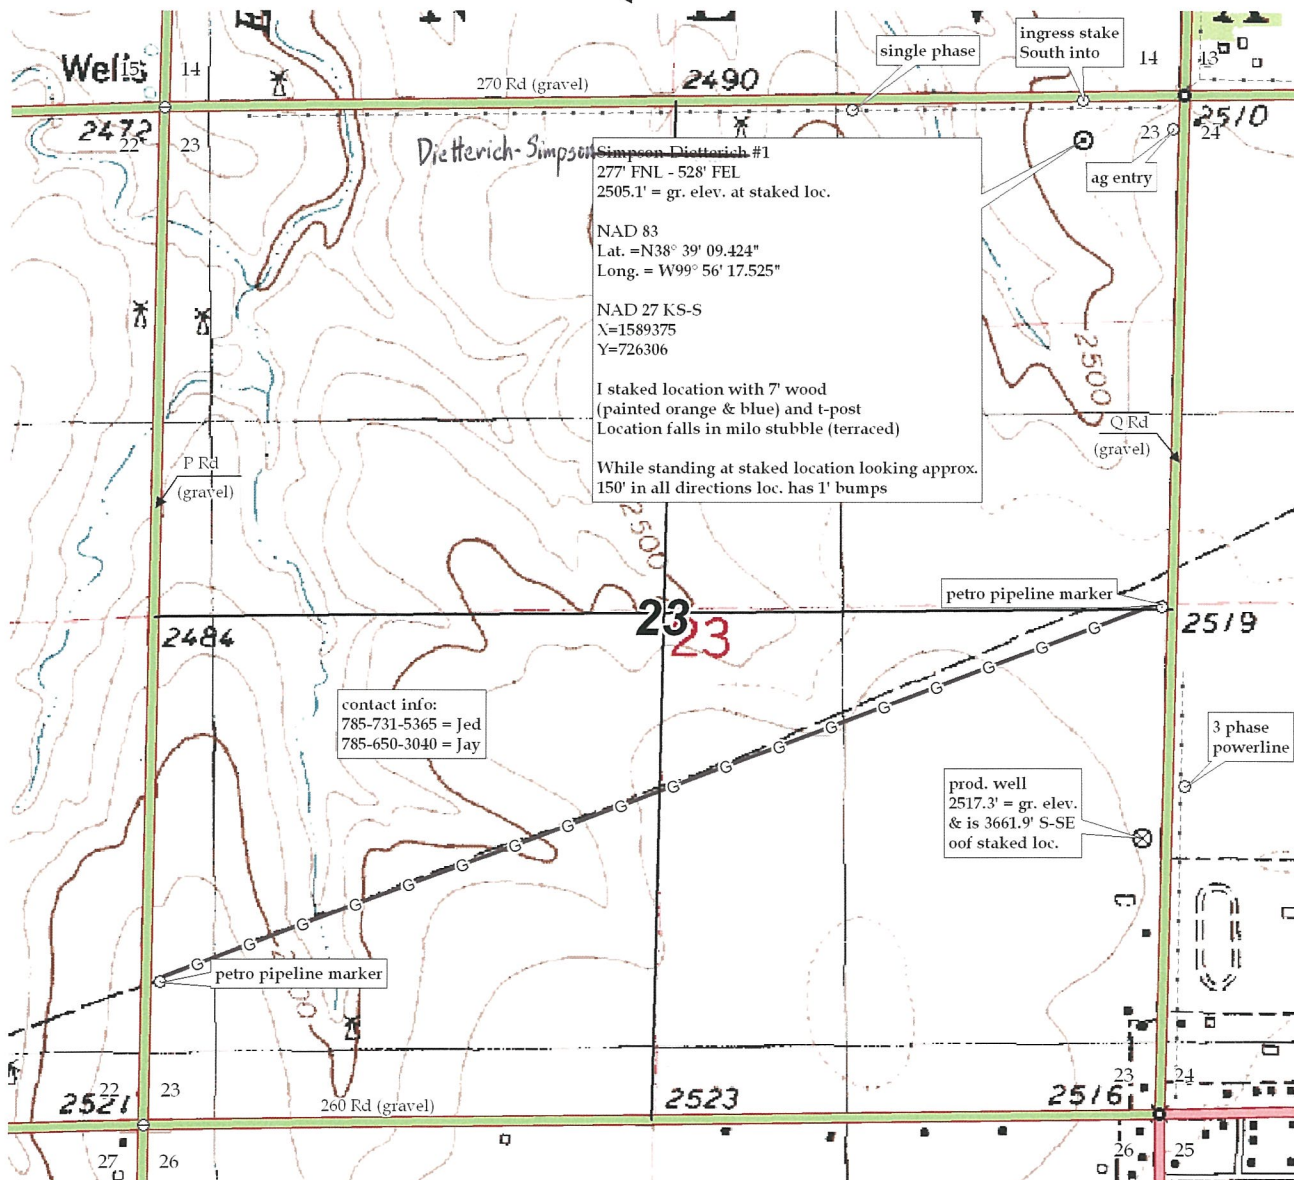 single phase
ingress stake
South into
Wells
15
14
14
13
270 Rd (gravel)
2490
2472
22
23
2510
23
24
Dietterich-Simpson
Simpson-Dietterich #1
277' FNL - 528' FEL
2505.1' = gr. elev. at staked loc.
NAD 83
Lat. =N38° 39' 09.424"
Long. = W99° 56' 17.525"
NAD 27 KS-S
X=1589375
Y=726306
I staked location with 7' wood
(painted orange & blue) and t-post
Location falls in milo stubble (terraced)
While standing at staked location looking approx.
150' in all directions loc. has 1' bumps
ag entry
2500
Q Rd
(gravel)
P Rd
(gravel)
2500
petro pipeline marker
23
23
2484
2519
contact info:
785-731-5365 = Jed
785-650-3040 = Jay
G G G G G G G G G G G G G G G G G G
3 phase
powerline
prod. well
2517.3' = gr. elev.
& is 3661.9' S-SE
oof staked loc.
petro pipeline marker
22
23
2521
260 Rd (gravel)
2523
2516
23
24
27
26
26
25